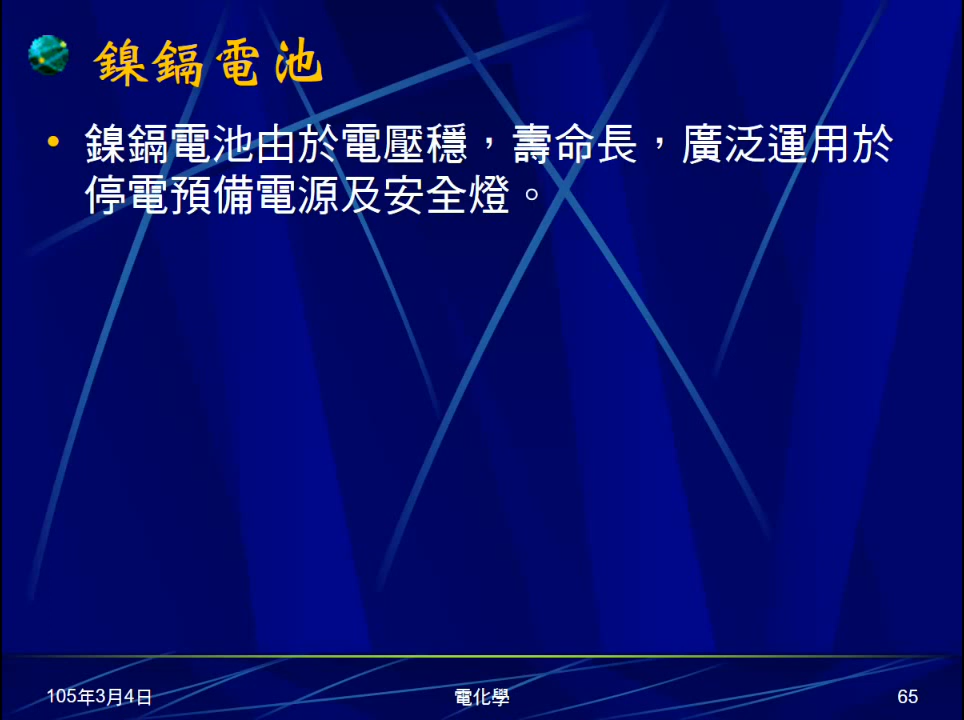 鎳鎘電池
• 鎳鎘電池由於電壓穩，壽命長，廣泛運用於
停電預備電源及安全燈。
105年3月4日
電化學
65